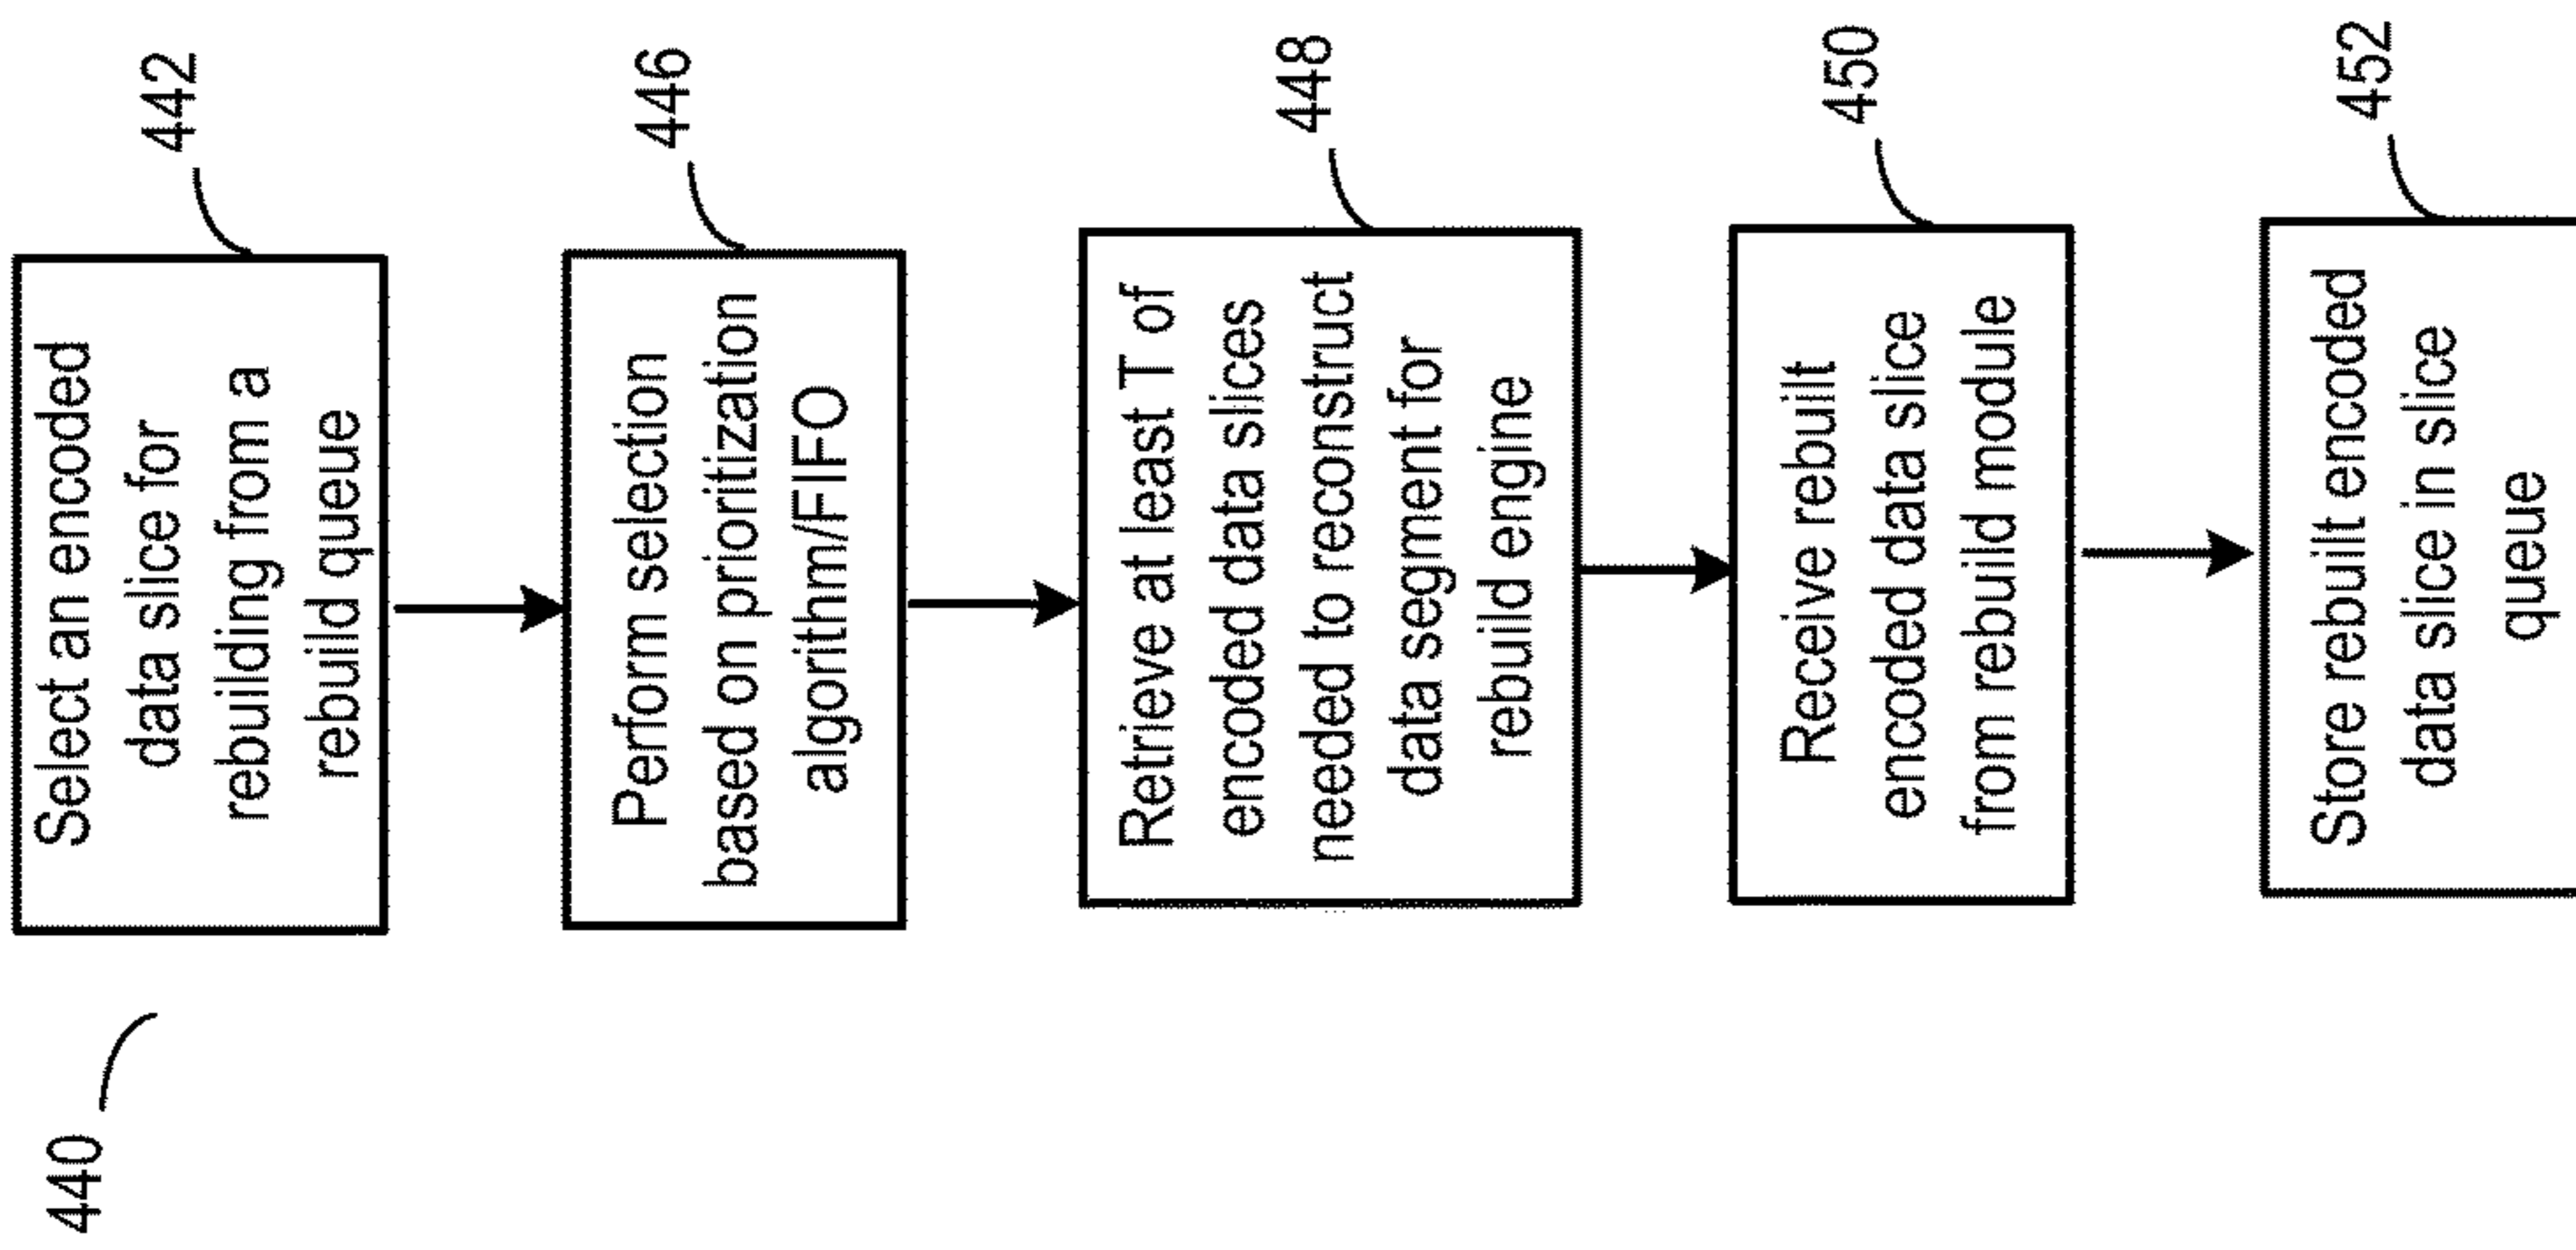 440
442
Select an encoded
data slice for
rebuilding from a
rebuild queue
446
Perform selection
based on prioritization
algorithm/FIFO
448
Retrieve at least T of
encoded data slices
needed to reconstruct
data segment for
rebuild engine
450
Receive rebuilt
encoded data slice
from rebuild module
452
Store rebuilt encoded
data slice in slice
queue